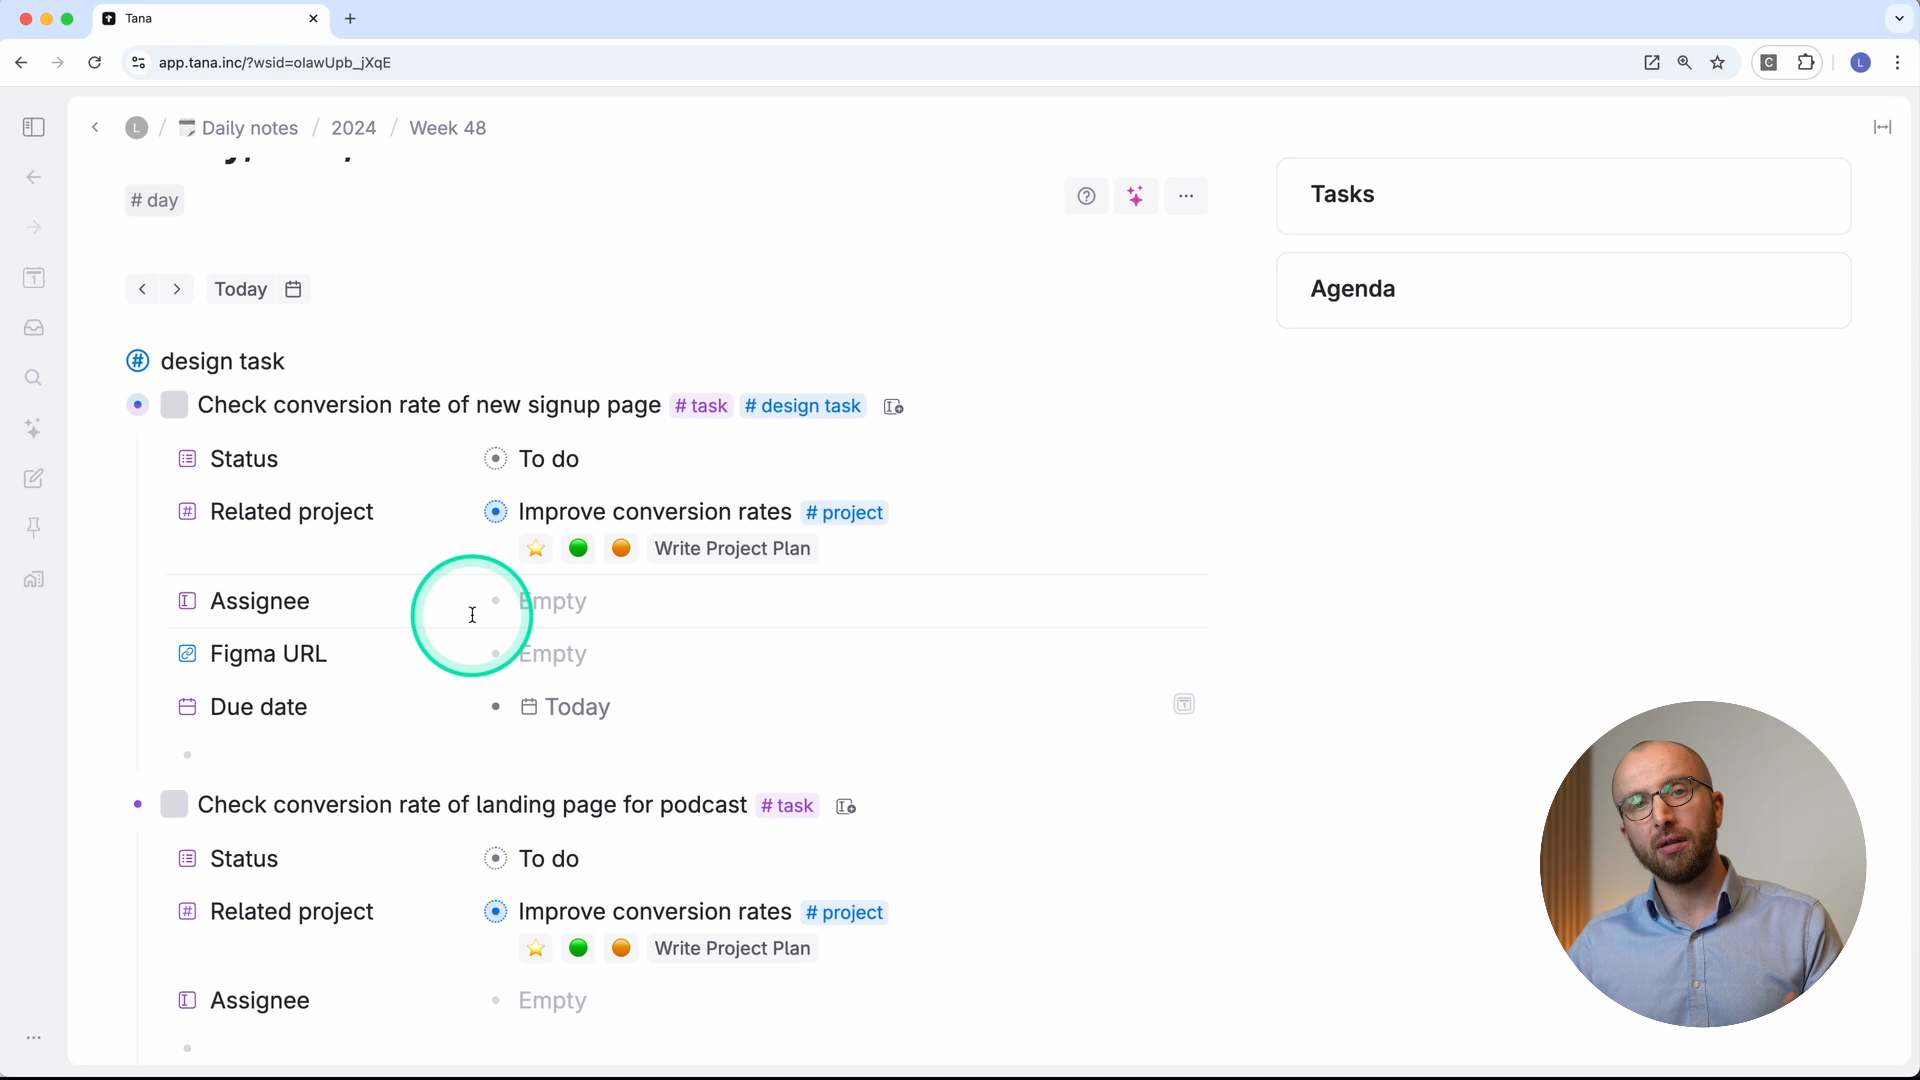 Tana
app.tana.inc/?wsid=olawUpb_jXqE
C
L
L / Daily notes / 2024 / Week 48
# day
Tasks
Today
Agenda
design task
Check conversion rate of new signup page # task # design task
Status To do
Related project Improve conversion rates # project
Write Project Plan
Assignee Empty
Figma URL Empty
Due date Today
Check conversion rate of landing page for podcast # task
Status To do
Related project Improve conversion rates # project
Write Project Plan
Assignee Empty